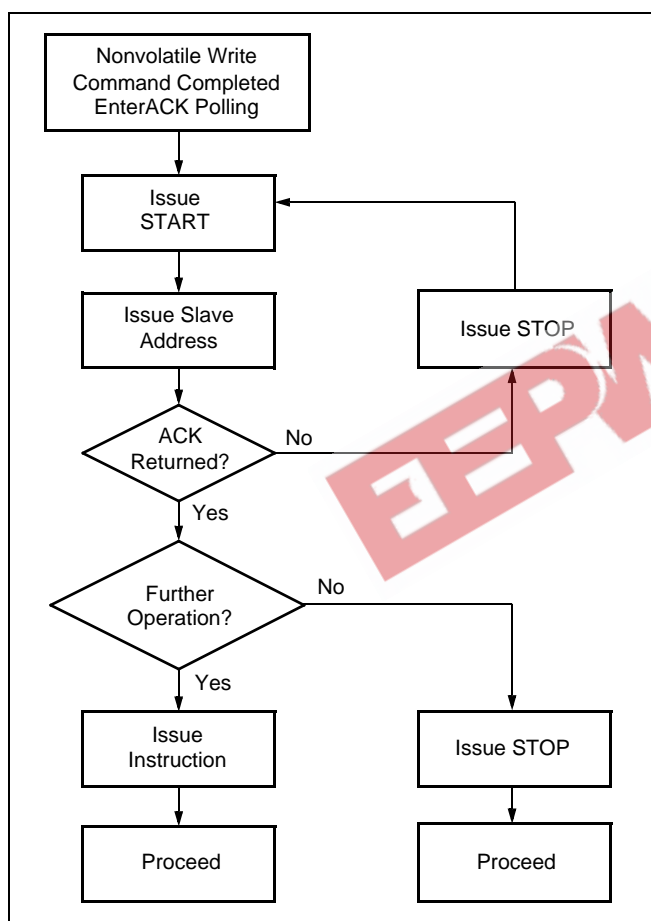 Nonvolatile Write
Command Completed
EnterACK Polling
Issue
START
Issue Slave
Address
Issue STOP
ACK
Returned?
No
Yes
Further
Operation?
No
Yes
Issue
Instruction
Issue STOP
Proceed
Proceed
EEPW